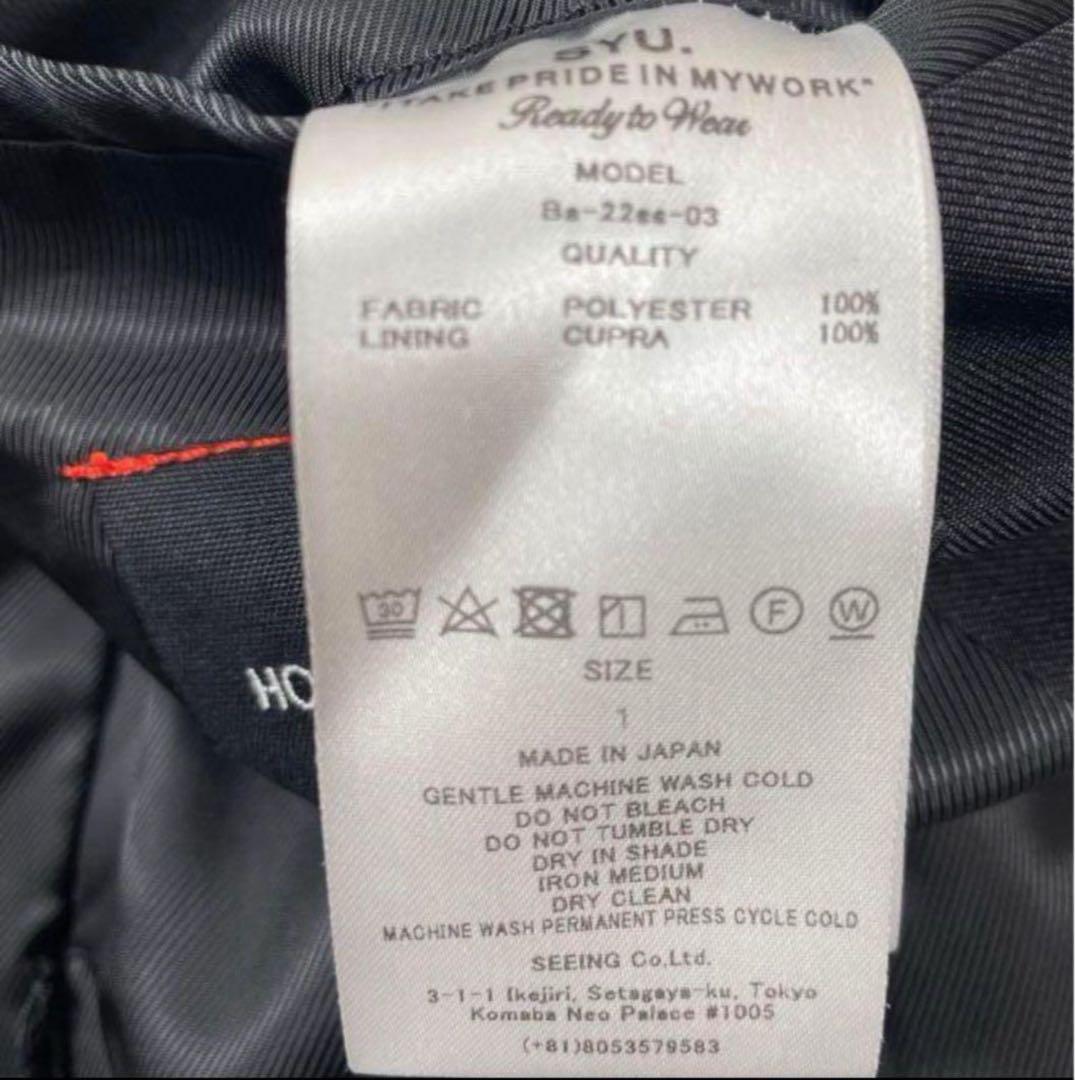 SYU.
"I TAKE PRIDE IN MYWORK"
Ready to Wear
MODEL
Ba-22ss-03
QUALITY
FABRIC POLYESTER 100%
LINING CUPRA 100%
30 1 F W
SIZE
1
MADE IN JAPAN
GENTLE MACHINE WASH COLD
DO NOT BLEACH
DO NOT TUMBLE DRY
DRY IN SHADE
IRON MEDIUM
DRY CLEAN
MACHINE WASH PERMANENT PRESS CYCLE COLD
SEEING Co,Ltd.
3-1-1 Ikejiri, Setagaya-ku, Tokyo
Komaba Neo Palace #1005
(+81)8053579583
HO